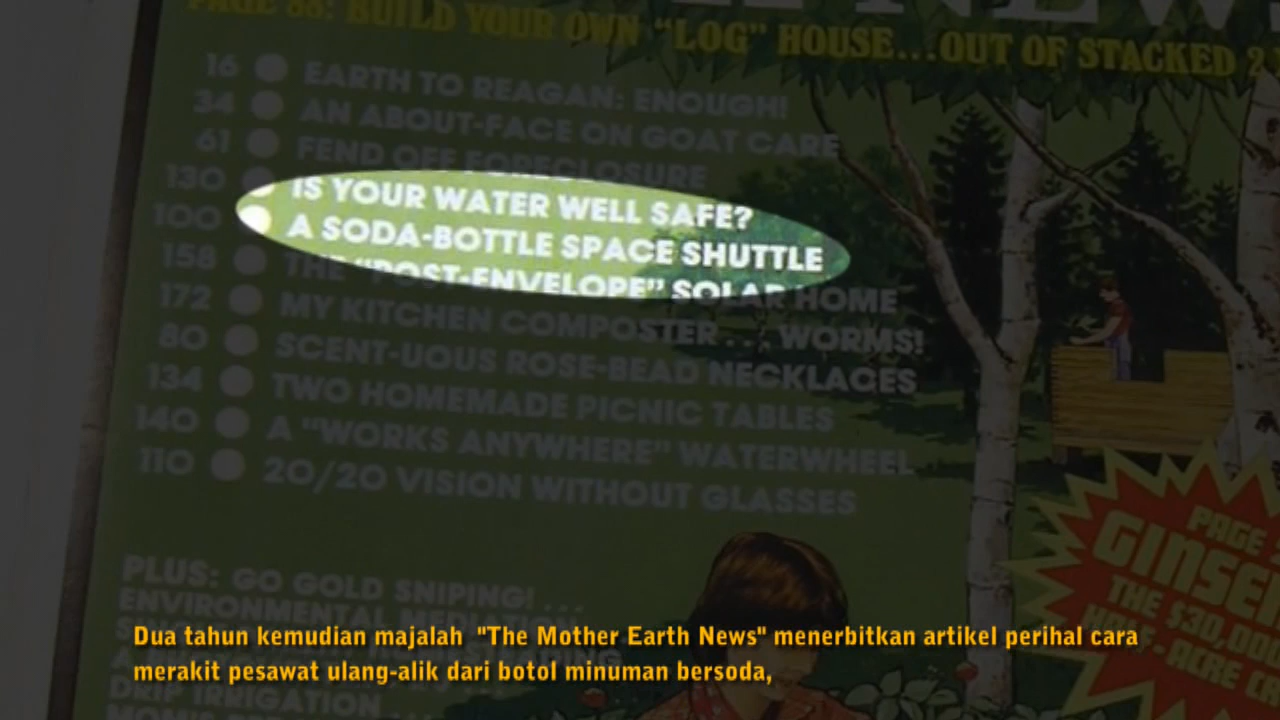 NEWS
PAGE 88: BUILD YOUR OWN "LOG" HOUSE...OUT OF STACKED 2
16 ● EARTH TO REAGAN: ENOUGH!
34 ● AN ABOUT-FACE ON GOAT CARE
61 ● FEND OFF FORECLOSURE
130 ● IS YOUR WATER WELL SAFE?
100 ● A SODA-BOTTLE SPACE SHUTTLE
158 ● THE "POST-ENVELOPE" SOLAR HOME
172 ● MY KITCHEN COMPOSTER... WORMS!
80 ● SCENT-UOUS ROSE-BEAD NECKLACES
134 ● TWO HOMEMADE PICNIC TABLES
140 ● A "WORKS ANYWHERE" WATERWHEEL
110 ● 20/20 VISION WITHOUT GLASSES
PLUS: GO GOLD SNIPING! ...
ENVIRONMENTAL
DRIP IRRIGATION...
PAGE
GINSE
THE $30,00
ACRE CR
Dua tahun kemudian majalah "The Mother Earth News" menerbitkan artikel perihal cara
merakit pesawat ulang-alik dari botol minuman bersoda,